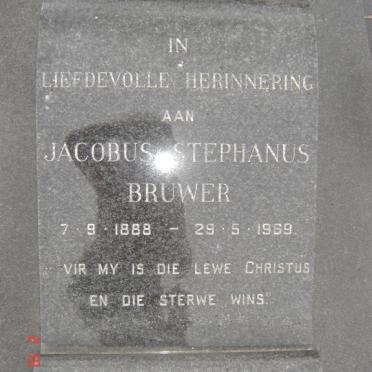 IN
LIEFDEVOLLE HERINNERING
AAN
JACOBUS STEPHANUS
BRUWER
7·9·1888 – 29·5·1969.
"VIR MY IS DIE LEWE CHRISTUS
EN DIE STERWE WINS."